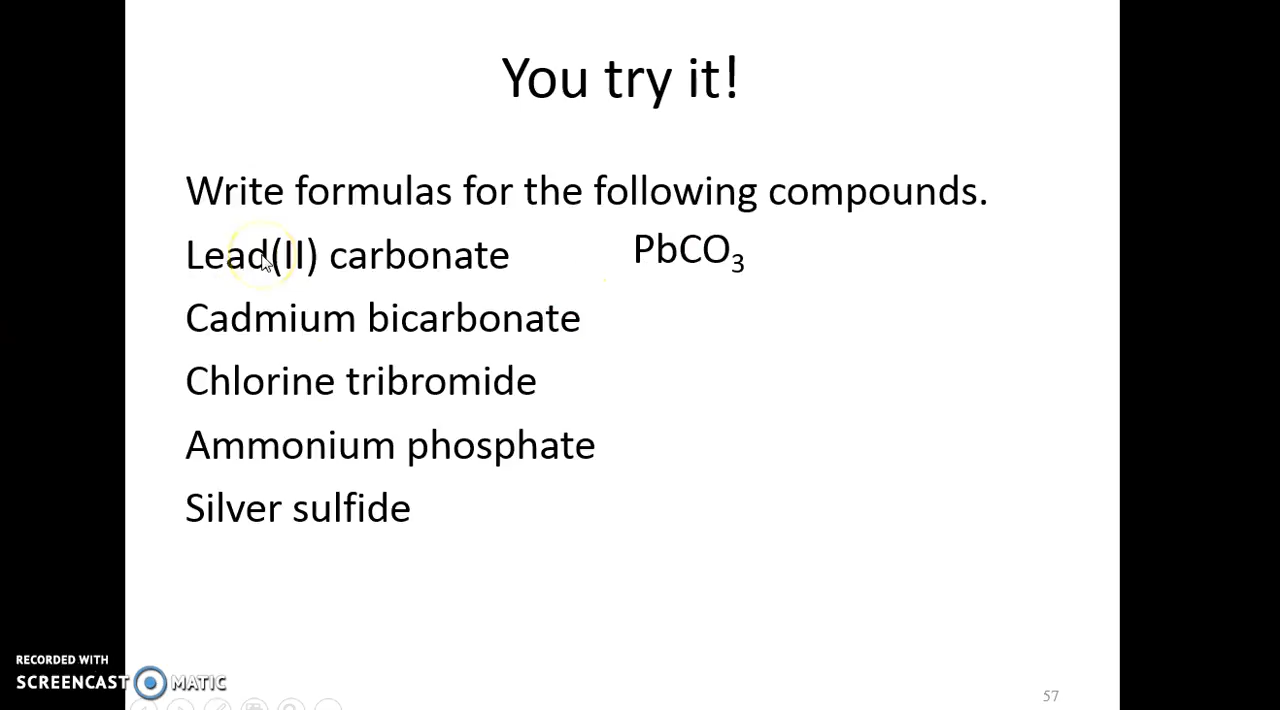 You try it!
Write formulas for the following compounds.
Lead(II) carbonate PbCO₃
Cadmium bicarbonate
Chlorine tribromide
Ammonium phosphate
Silver sulfide
RECORDED WITH
SCREENCAST MATIC
57